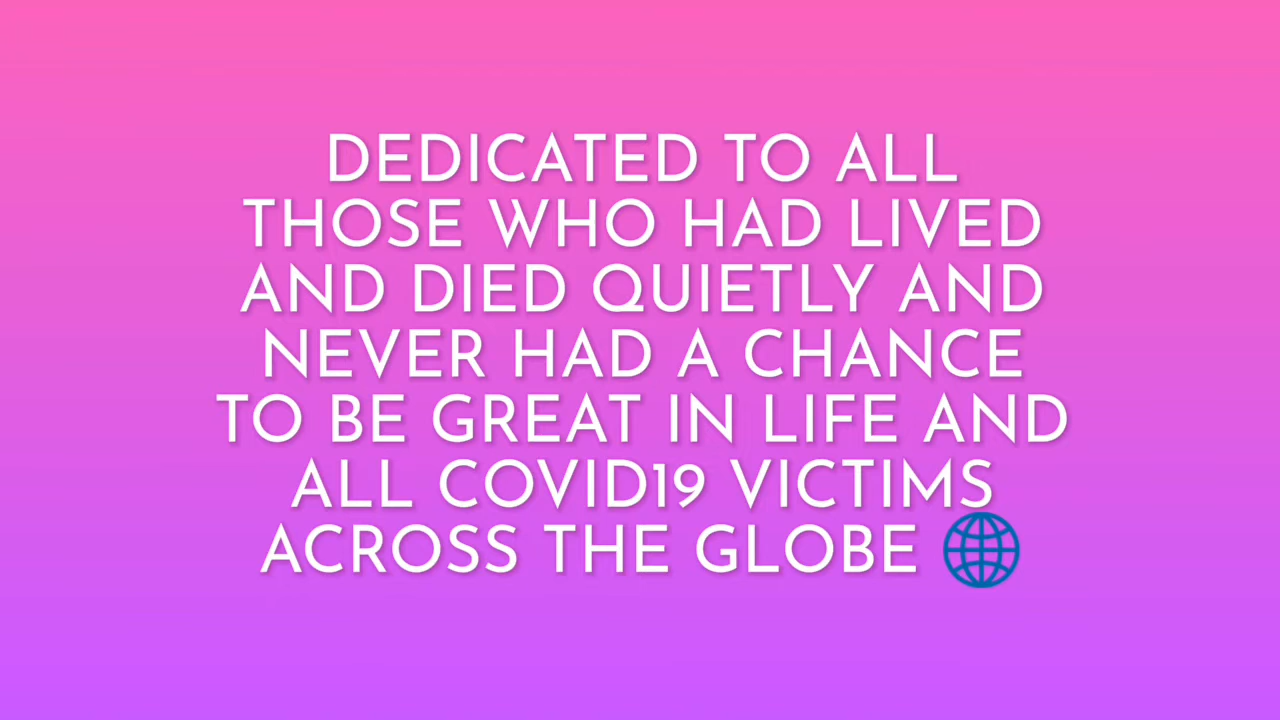 DEDICATED TO ALL
THOSE WHO HAD LIVED
AND DIED QUIETLY AND
NEVER HAD A CHANCE
TO BE GREAT IN LIFE AND
ALL COVID19 VICTIMS
ACROSS THE GLOBE 🌐